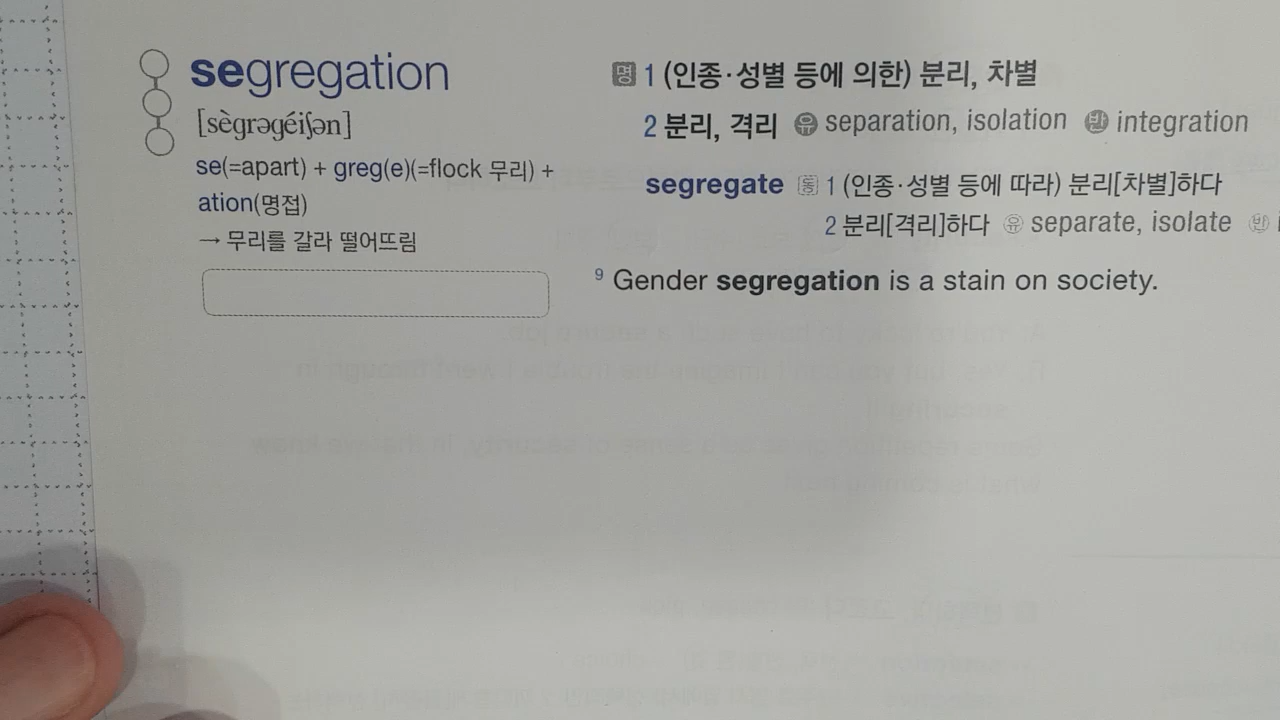 segregation
[sègrəgéiʃən]
se(=apart) + greg(e)(=flock 무리) +
ation(명접)
→ 무리를 갈라 떨어뜨림
명 1 (인종·성별 등에 의한) 분리, 차별
2 분리, 격리 유 separation, isolation 반 integration
segregate 동 1 (인종·성별 등에 따라) 분리[차별]하다
2 분리[격리]하다 유 separate, isolate 반
9 Gender segregation is a stain on society.